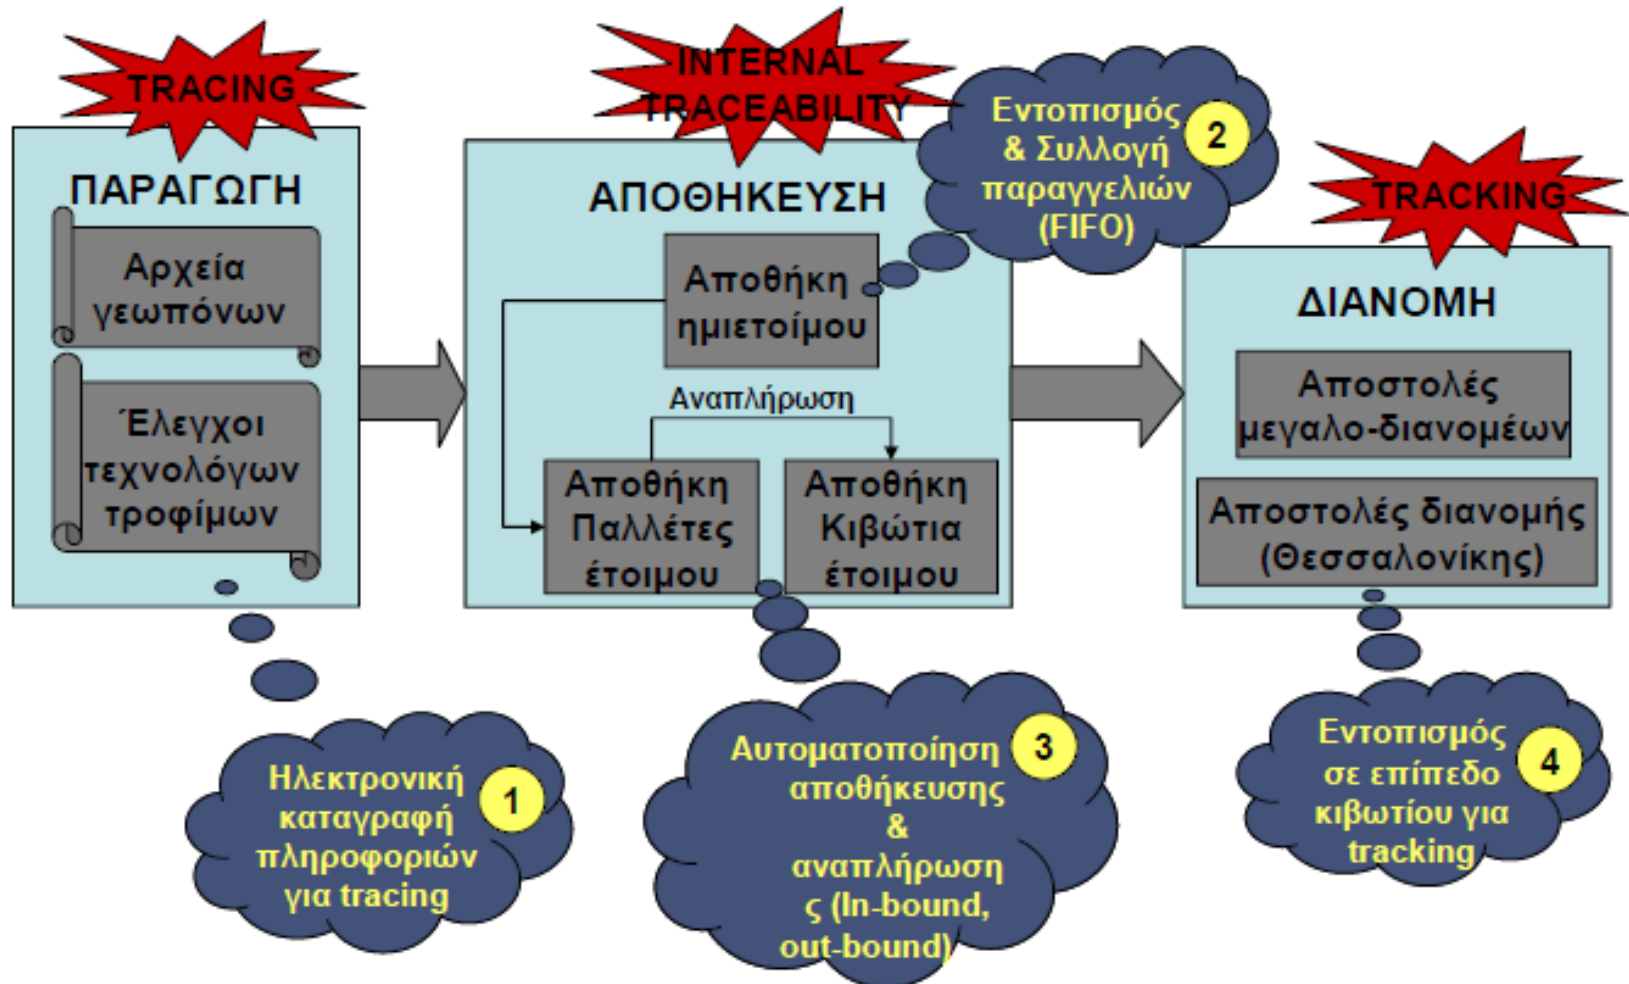 TRACING
ΠΑΡΑΓΩΓΗ
Αρχεία
γεωπόνων
Έλεγχοι
τεχνολόγων
τροφίμων
1
Ηλεκτρονική
καταγραφή
πληροφοριών
για tracing
INTERNAL
TRACEABILITY
ΑΠΟΘΗΚΕΥΣΗ
Αποθήκη
ημιετοίμου
Αναπλήρωση
Αποθήκη
Παλλέτες
έτοιμου
Αποθήκη
Κιβώτια
έτοιμου
2
Εντοπισμός
& Συλλογή
παραγγελιών
(FIFO)
3
Αυτοματοποίηση
αποθήκευσης
&
αναπλήρωση
ς (In-bound,
out-bound)
TRACKING
ΔΙΑΝΟΜΗ
Αποστολές
μεγαλο-διανομέων
Αποστολές διανομής
(Θεσσαλονίκης)
4
Εντοπισμός
σε επίπεδο
κιβωτίου για
tracking